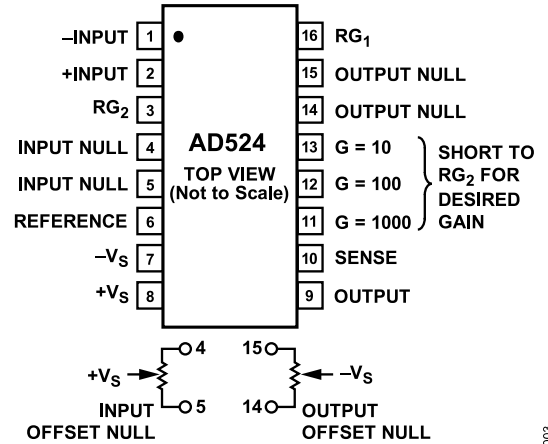 –INPUT 1
+INPUT 2
RG2 3
INPUT NULL 4
INPUT NULL 5
REFERENCE 6
–VS 7
+VS 8
AD524
TOP VIEW
(Not to Scale)
16 RG1
15 OUTPUT NULL
14 OUTPUT NULL
13 G = 10
12 G = 100
11 G = 1000
10 SENSE
9 OUTPUT
SHORT TO
RG2 FOR
DESIRED
GAIN
+VS
4
5
INPUT
OFFSET NULL
15
14
–VS
OUTPUT
OFFSET NULL
003